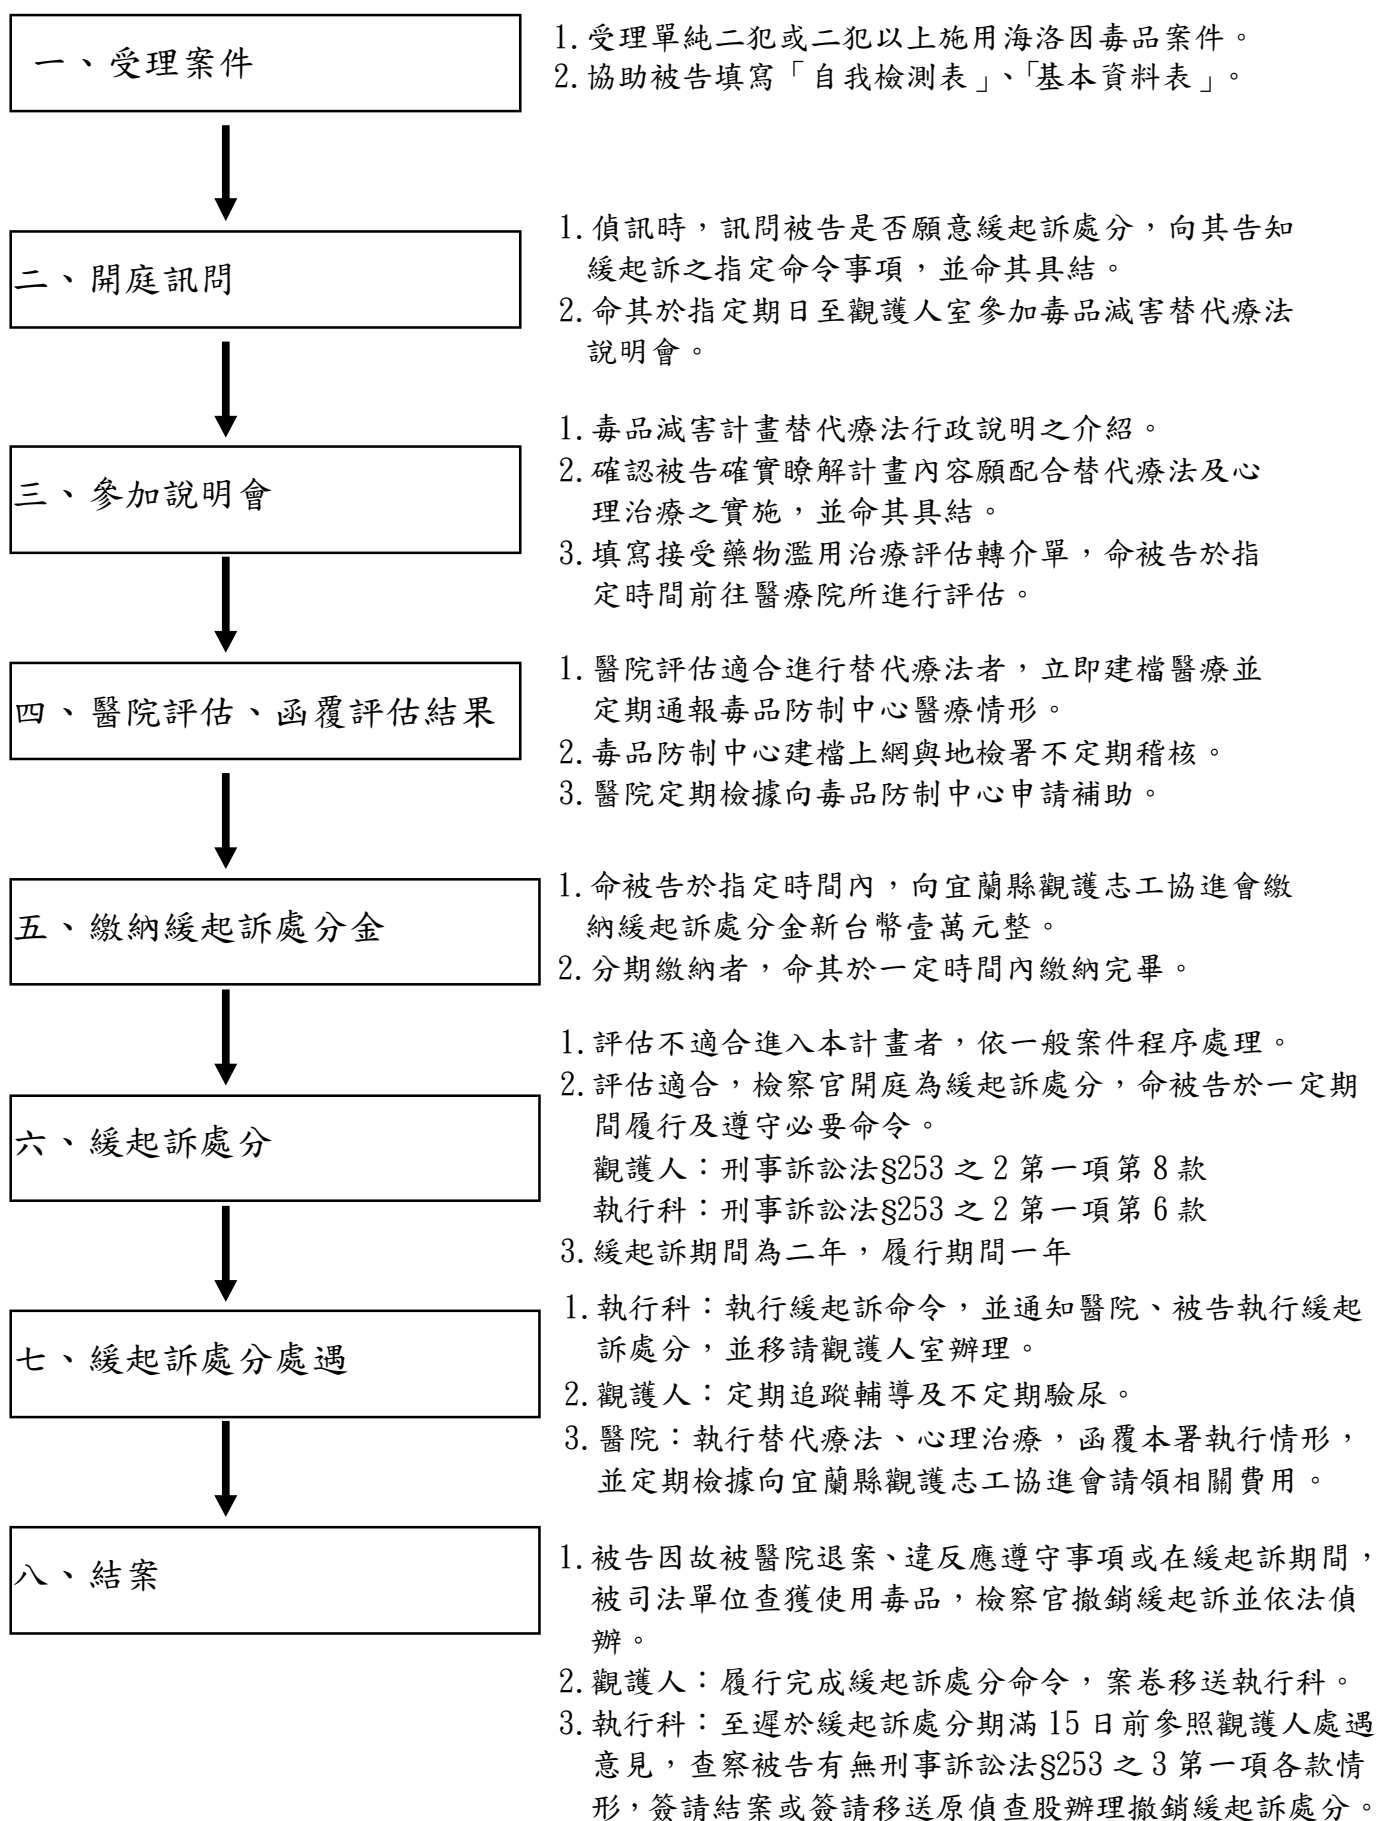 一、受理案件
1.受理單純二犯或二犯以上施用海洛因毒品案件。
2.協助被告填寫「自我檢測表」、「基本資料表」。
二、開庭訊問
1.偵訊時，訊問被告是否願意緩起訴處分，向其告知
緩起訴之指定命令事項，並命其具結。
2.命其於指定期日至觀護人室參加毒品減害替代療法
說明會。
三、參加說明會
1.毒品減害計畫替代療法行政說明之介紹。
2.確認被告確實瞭解計畫內容願配合替代療法及心
理治療之實施，並命其具結。
3.填寫接受藥物濫用治療評估轉介單，命被告於指
定時間前往醫療院所進行評估。
四、醫院評估、函覆評估結果
1.醫院評估適合進行替代療法者，立即建檔醫療並
定期通報毒品防制中心醫療情形。
2.毒品防制中心建檔上網與地檢署不定期稽核。
3.醫院定期檢據向毒品防制中心申請補助。
五、繳納緩起訴處分金
1.命被告於指定時間內，向宜蘭縣觀護志工協進會繳
納緩起訴處分金新台幣壹萬元整。
2.分期繳納者，命其於一定時間內繳納完畢。
六、緩起訴處分
1.評估不適合進入本計畫者，依一般案件程序處理。
2.評估適合，檢察官開庭為緩起訴處分，命被告於一定期
間履行及遵守必要命令。
觀護人：刑事訴訟法§253 之 2 第一項第 8 款
執行科：刑事訴訟法§253 之 2 第一項第 6 款
3.緩起訴期間為二年，履行期間一年
七、緩起訴處分處遇
1.執行科：執行緩起訴命令，並通知醫院、被告執行緩起
訴處分，並移請觀護人室辦理。
2.觀護人：定期追蹤輔導及不定期驗尿。
3.醫院：執行替代療法、心理治療，函覆本署執行情形，
並定期檢據向宜蘭縣觀護志工協進會請領相關費用。
八、結案
1.被告因故被醫院退案、違反應遵守事項或在緩起訴期間，
被司法單位查獲使用毒品，檢察官撤銷緩起訴並依法偵
辦。
2.觀護人：履行完成緩起訴處分命令，案卷移送執行科。
3.執行科：至遲於緩起訴處分期滿 15 日前參照觀護人處遇
意見，查察被告有無刑事訴訟法§253 之 3 第一項各款情
形，簽請結案或簽請移送原偵查股辦理撤銷緩起訴處分。